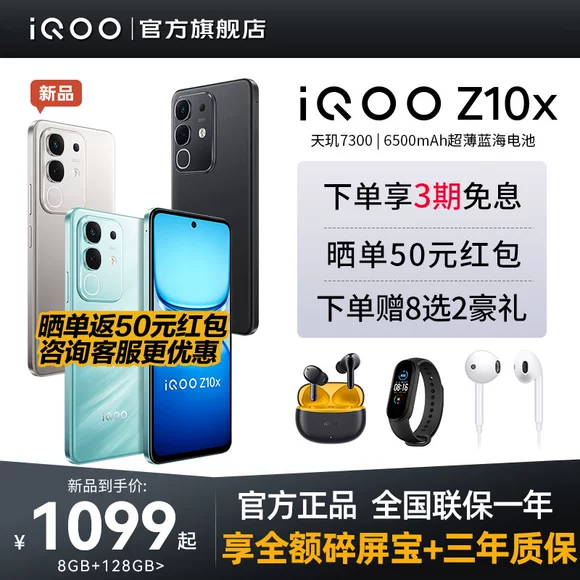 iQOO | 官方旗舰店
新品
iQOO Z10x
天玑7300 | 6500mAh超薄蓝海电池
下单享3期免息
晒单50元红包
下单赠8选2豪礼
晒单返50元红包
咨询客服更优惠
iQOO Z10x
iQOO
08:16
新品到手价:
¥1099起
8GB+128GB>
官方正品 全国联保一年
享全额碎屏宝+三年质保